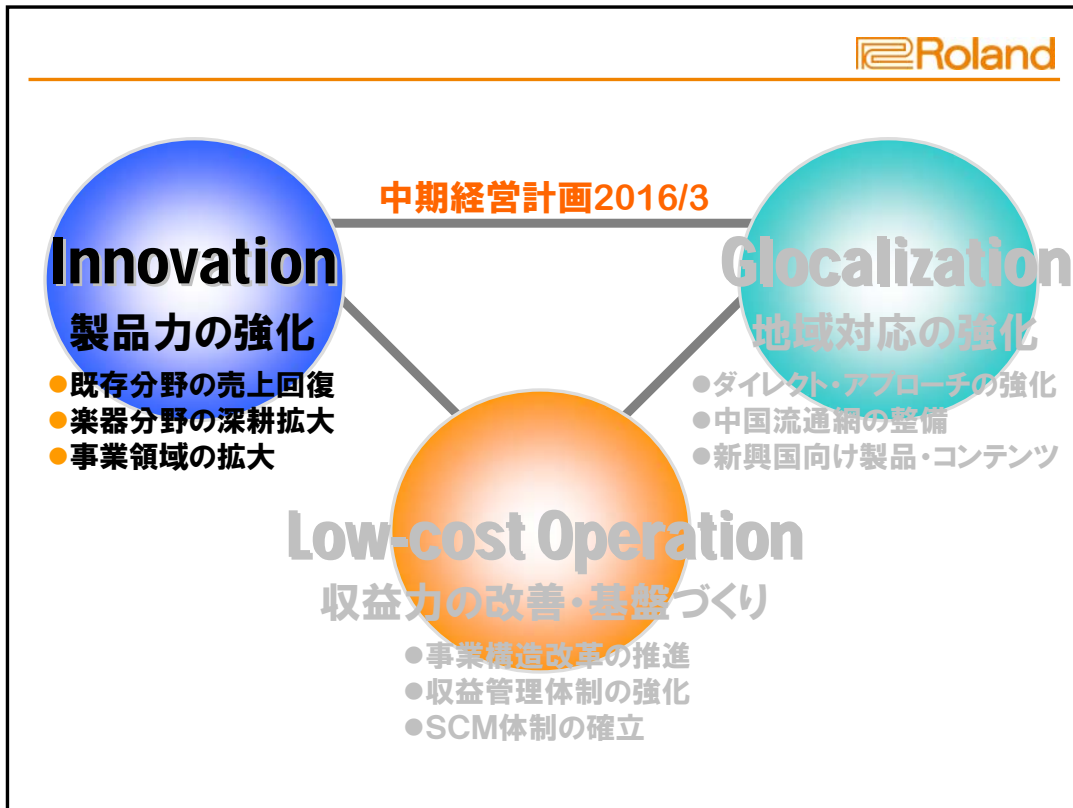 Roland
中期経営計画2016/3
Innovation
製品力の強化
●既存分野の売上回復
●楽器分野の深耕拡大
●事業領域の拡大
Glocalization
地域対応の強化
●ダイレクト・アプローチの強化
●中国流通網の整備
●新興国向け製品・コンテンツ
Low-cost Operation
収益力の改善・基盤づくり
●事業構造改革の推進
●収益管理体制の強化
●SCM体制の確立